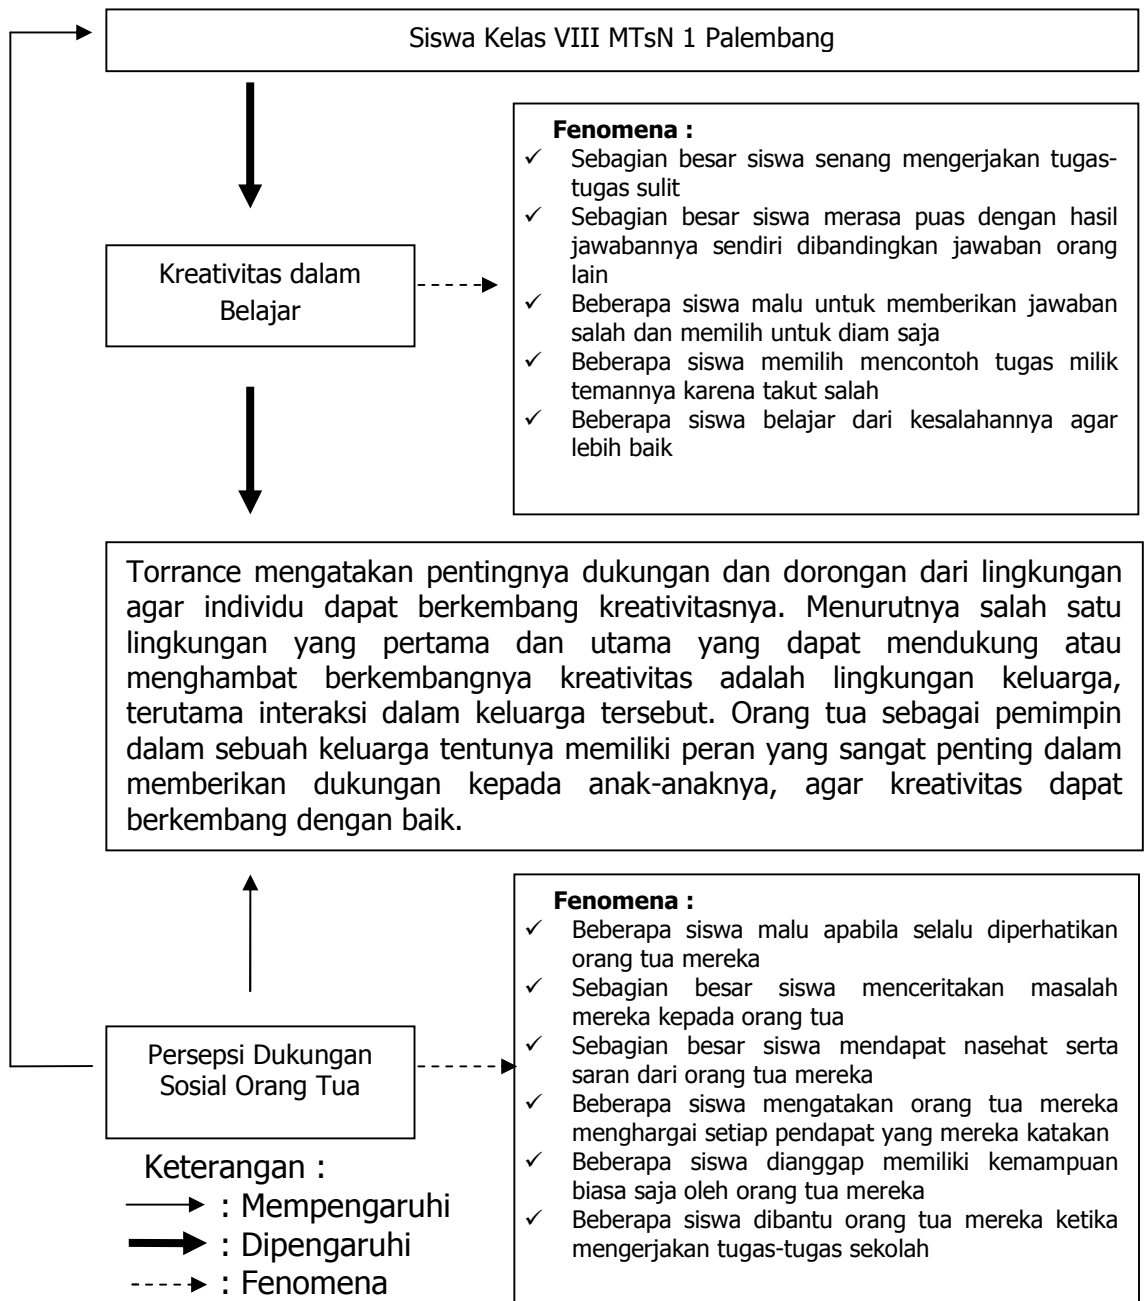 Siswa Kelas VIII MTsN 1 Palembang
Fenomena :
✓ Sebagian besar siswa senang mengerjakan tugas-
tugas sulit
✓ Sebagian besar siswa merasa puas dengan hasil
jawabannya sendiri dibandingkan jawaban orang
lain
✓ Beberapa siswa malu untuk memberikan jawaban
salah dan memilih untuk diam saja
✓ Beberapa siswa memilih mencontoh tugas milik
temannya karena takut salah
✓ Beberapa siswa belajar dari kesalahannya agar
lebih baik
Kreativitas dalam
Belajar
Torrance mengatakan pentingnya dukungan dan dorongan dari lingkungan
agar individu dapat berkembang kreativitasnya. Menurutnya salah satu
lingkungan yang pertama dan utama yang dapat mendukung atau
menghambat berkembangnya kreativitas adalah lingkungan keluarga,
terutama interaksi dalam keluarga tersebut. Orang tua sebagai pemimpin
dalam sebuah keluarga tentunya memiliki peran yang sangat penting dalam
memberikan dukungan kepada anak-anaknya, agar kreativitas dapat
berkembang dengan baik.
Fenomena :
✓ Beberapa siswa malu apabila selalu diperhatikan
orang tua mereka
✓ Sebagian besar siswa menceritakan masalah
mereka kepada orang tua
✓ Sebagian besar siswa mendapat nasehat serta
saran dari orang tua mereka
✓ Beberapa siswa mengatakan orang tua mereka
menghargai setiap pendapat yang mereka katakan
✓ Beberapa siswa dianggap memiliki kemampuan
biasa saja oleh orang tua mereka
✓ Beberapa siswa dibantu orang tua mereka ketika
mengerjakan tugas-tugas sekolah
Persepsi Dukungan
Sosial Orang Tua
Keterangan :
: Mempengaruhi
: Dipengaruhi
: Fenomena